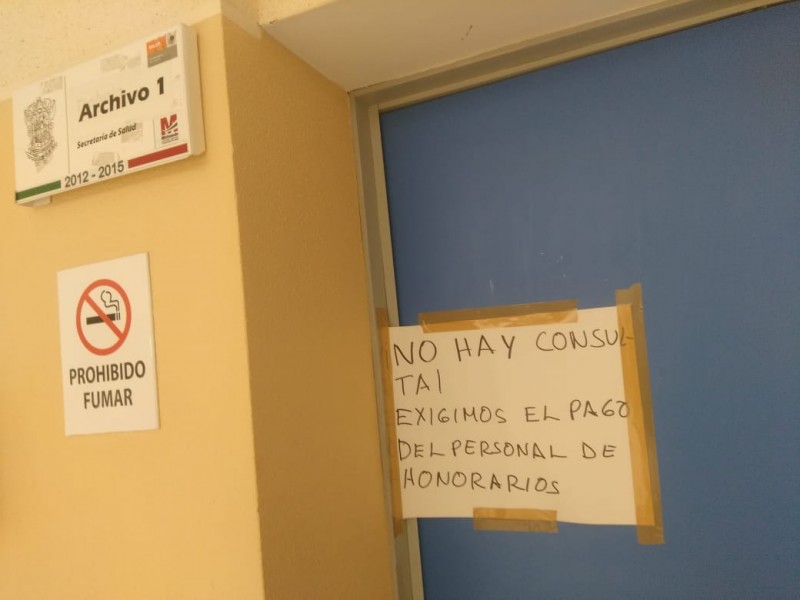 Archivo 1
Secretaría de Salud
2012 - 2015
PROHIBIDO
FUMAR
NO HAY CONSUL-
TA!
EXIGIMOS EL PAGO
DEL PERSONAL DE
HONORARIOS